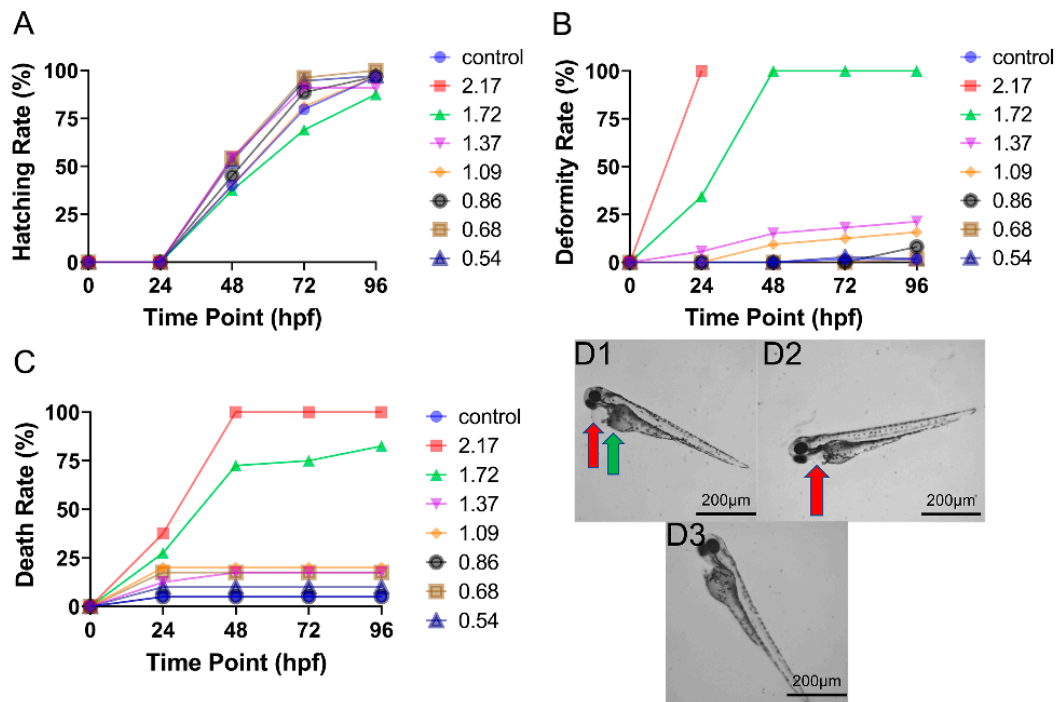 A
Hatching Rate (%)
100
75
50
25
0
0 24 48 72 96
Time Point (hpf)
control
2.17
1.72
1.37
1.09
0.86
0.68
0.54
B
Deformity Rate (%)
100
75
50
25
0
0 24 48 72 96
Time Point (hpf)
control
2.17
1.72
1.37
1.09
0.86
0.68
0.54
C
Death Rate (%)
100
75
50
25
0
0 24 48 72 96
Time Point (hpf)
control
2.17
1.72
1.37
1.09
0.86
0.68
0.54
D1
200μm
D2
200μm
D3
200μm